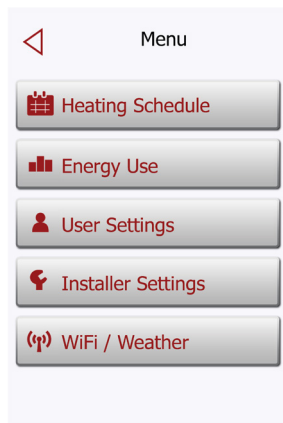 Menu
Heating Schedule
Energy Use
User Settings
Installer Settings
WiFi / Weather